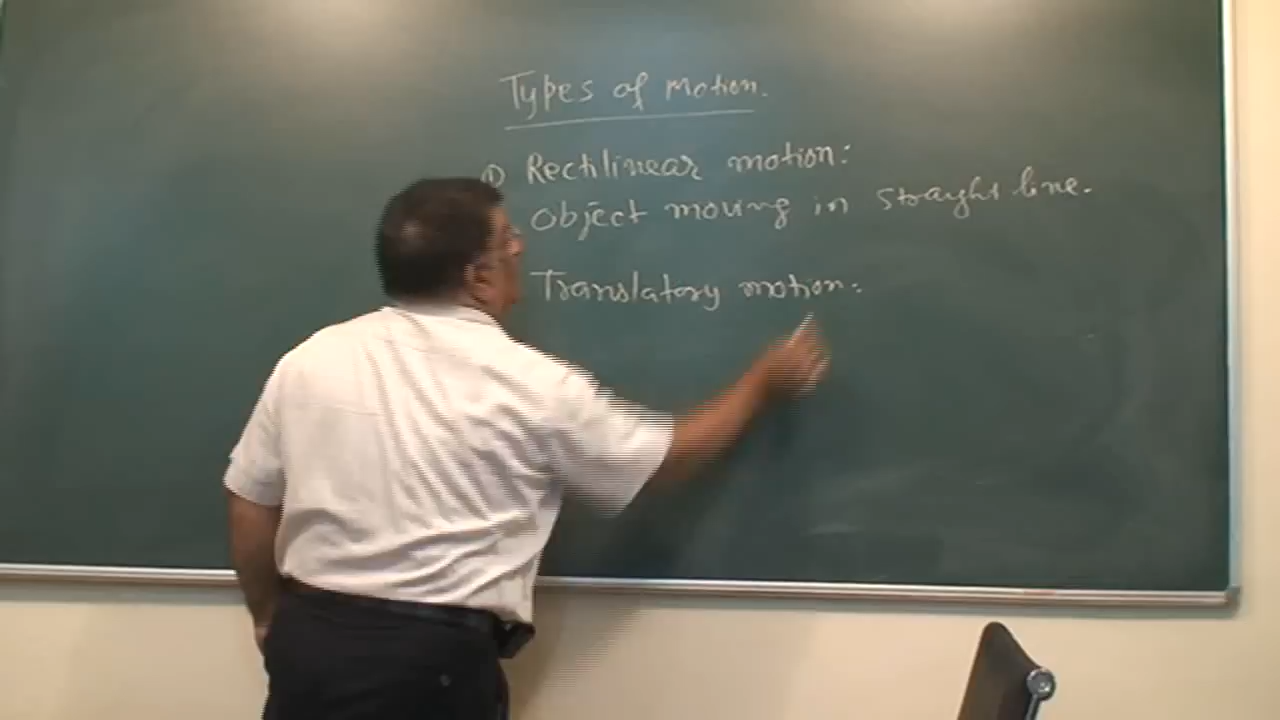 Types of Motion.
① Rectilinear motion:
Object moving in straight line.
Translatory motion: